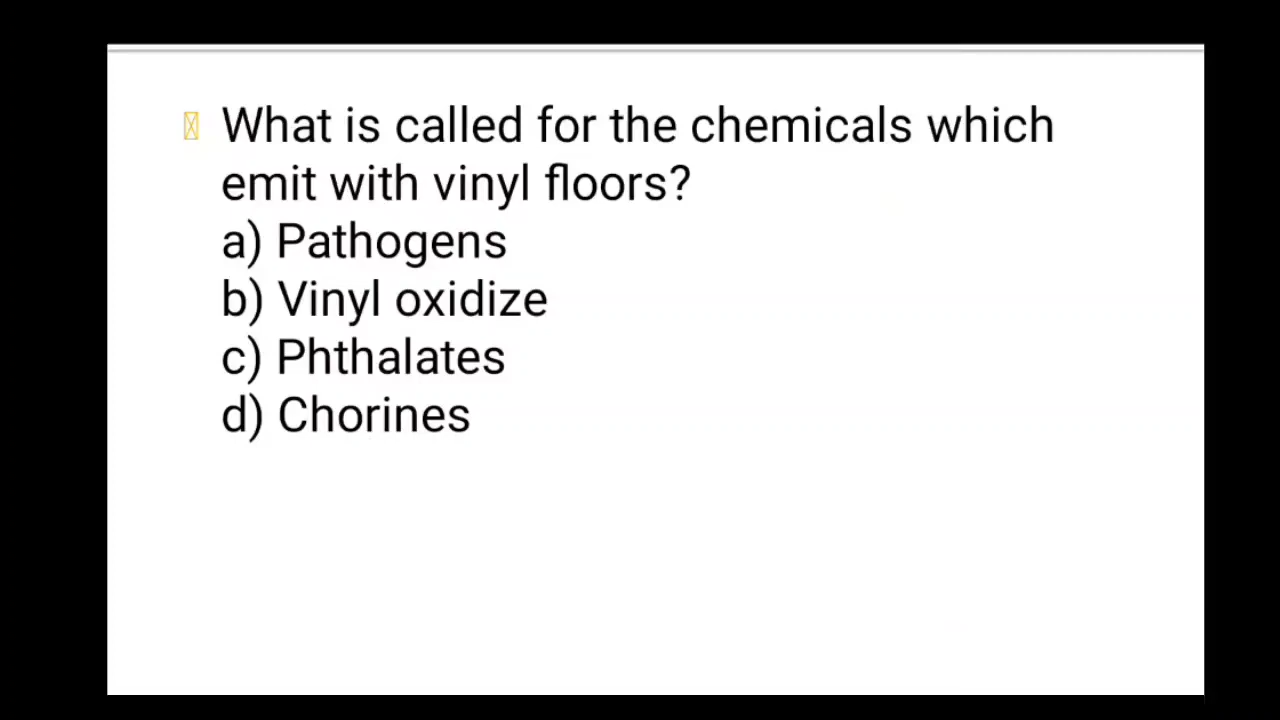 What is called for the chemicals which
emit with vinyl floors?
a) Pathogens
b) Vinyl oxidize
c) Phthalates
d) Chorines